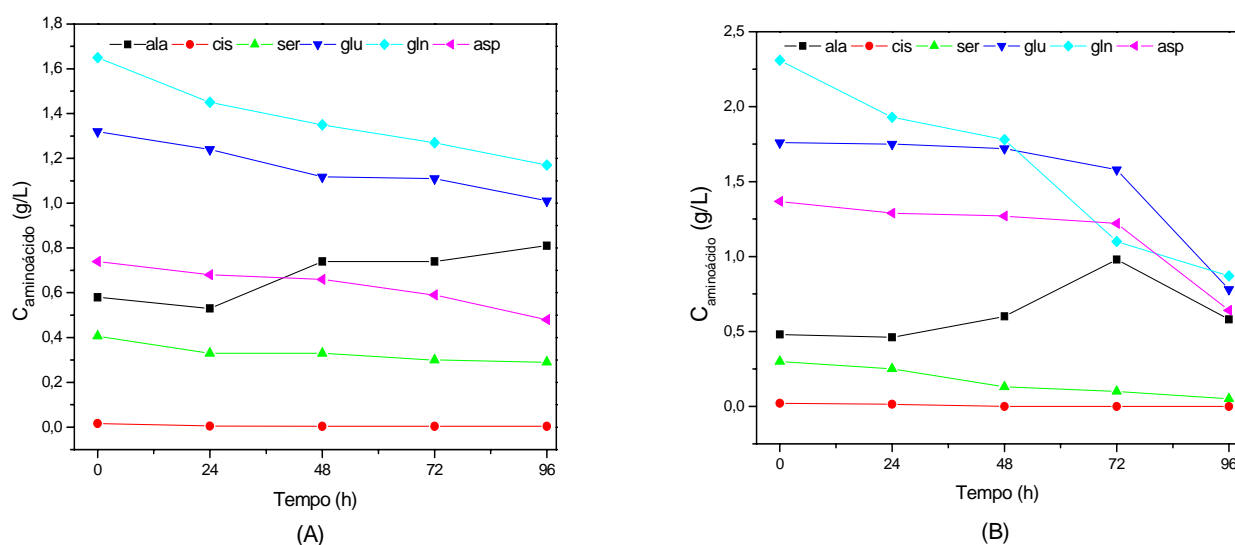 ala cis ser glu gln asp
1,8
1,6
1,4
1,2
1,0
0,8
0,6
0,4
0,2
0,0
C aminoácido (g/L)
0 24 48 72 96
Tempo (h)
(A)
ala cis ser glu gln asp
2,5
2,0
1,5
1,0
0,5
0,0
C aminoácido (g/L)
0 24 48 72 96
Tempo (h)
(B)